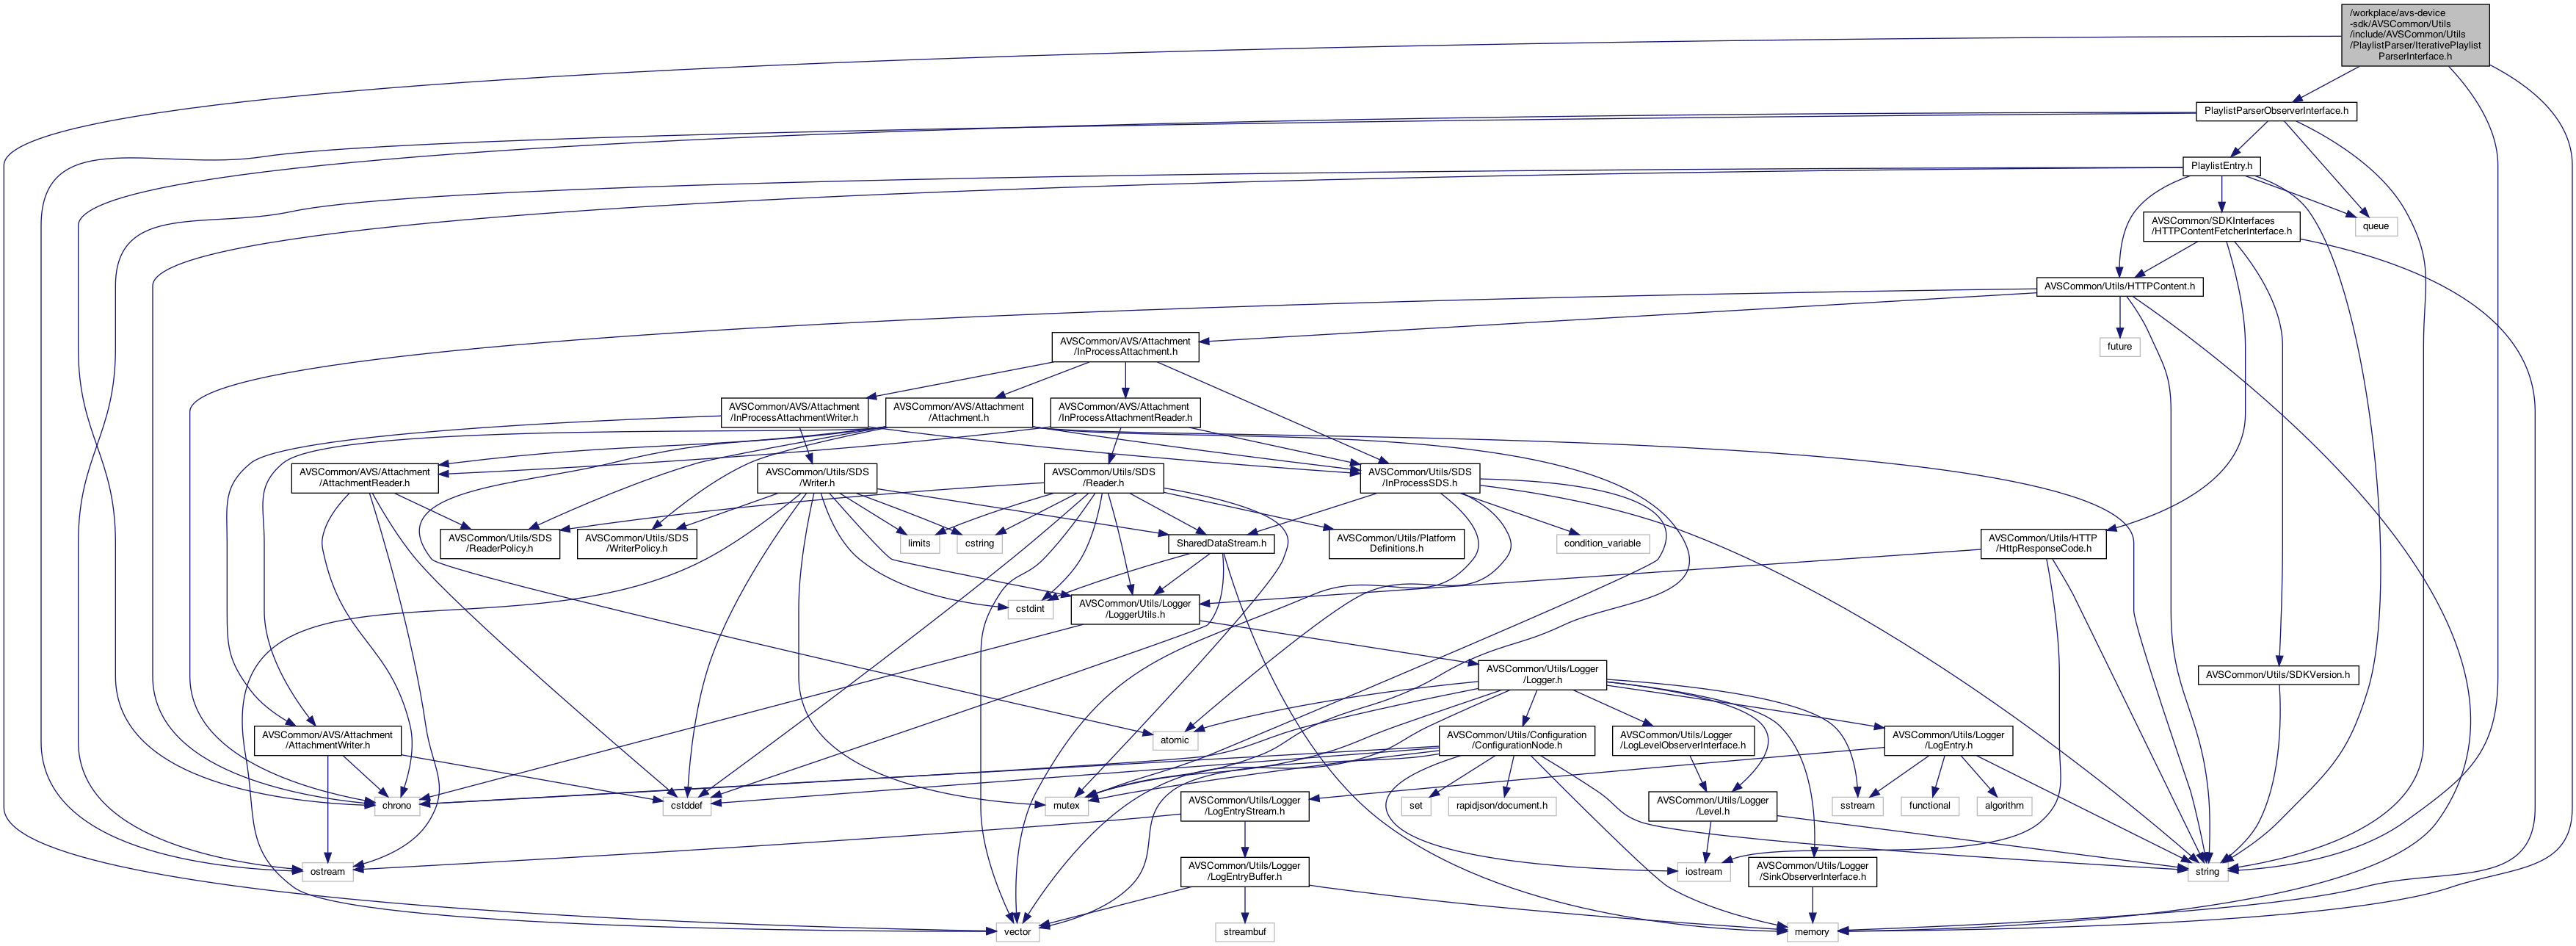 /workplace/avs-device
-sdk/AVSCommon/Utils
/include/AVSCommon/Utils
/PlaylistParser/IterativePlaylist
ParserInterface.h
PlaylistParserObserverInterface.h
PlaylistEntry.h
AVSCommon/SDKInterfaces
/HTTPContentFetcherInterface.h
queue
AVSCommon/Utils/HTTPContent.h
AVSCommon/AVS/Attachment
/InProcessAttachment.h
future
AVSCommon/AVS/Attachment
/InProcessAttachmentWriter.h
AVSCommon/AVS/Attachment
/Attachment.h
AVSCommon/AVS/Attachment
/InProcessAttachmentReader.h
AVSCommon/AVS/Attachment
/AttachmentReader.h
AVSCommon/Utils/SDS
/Writer.h
AVSCommon/Utils/SDS
/Reader.h
AVSCommon/Utils/SDS
/InProcessSDS.h
AVSCommon/Utils/SDS
/ReaderPolicy.h
AVSCommon/Utils/SDS
/WriterPolicy.h
limits
cstring
SharedDataStream.h
AVSCommon/Utils/Platform
Definitions.h
condition_variable
AVSCommon/Utils/HTTP
/HttpResponseCode.h
cstdint
AVSCommon/Utils/Logger
/LoggerUtils.h
AVSCommon/Utils/Logger
/Logger.h
AVSCommon/Utils/SDKVersion.h
AVSCommon/AVS/Attachment
/AttachmentWriter.h
atomic
AVSCommon/Utils/Configuration
/ConfigurationNode.h
AVSCommon/Utils/Logger
/LogLevelObserverInterface.h
AVSCommon/Utils/Logger
/LogEntry.h
chrono
cstddef
mutex
AVSCommon/Utils/Logger
/LogEntryStream.h
set
rapidjson/document.h
AVSCommon/Utils/Logger
/Level.h
sstream
functional
algorithm
ostream
AVSCommon/Utils/Logger
/LogEntryBuffer.h
iostream
AVSCommon/Utils/Logger
/SinkObserverInterface.h
string
vector
streambuf
memory